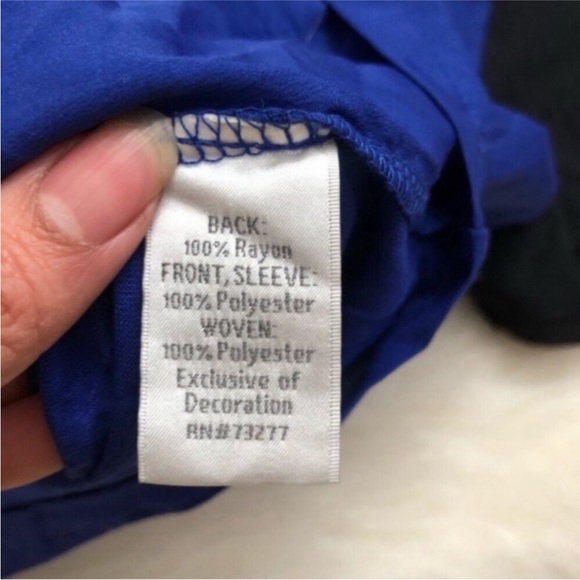 BACK:
100% Rayon
FRONT, SLEEVE:
100% Polyester
WOVEN:
100% Polyester
Exclusive of
Decoration
RN#73277